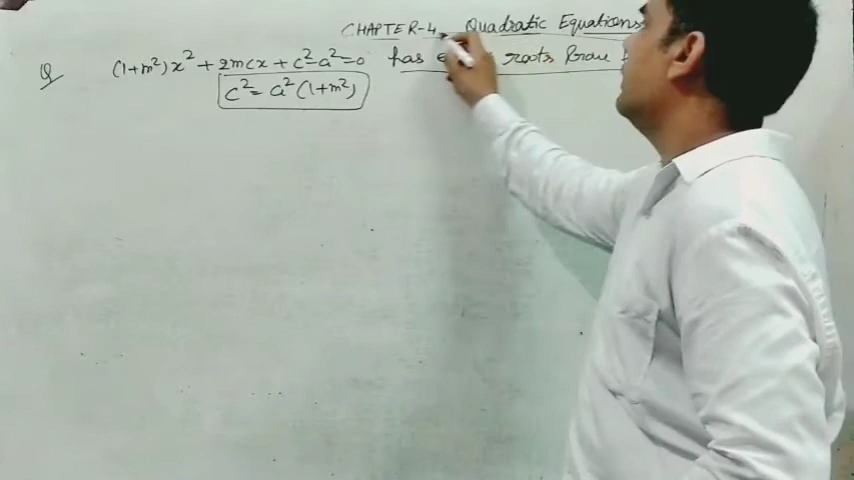 CHAPTER-4. Quadratic Equations
Q (1+m²)x² + 2mcx + c²-a²=0 has roots Prove
c² = a² (1+m²)